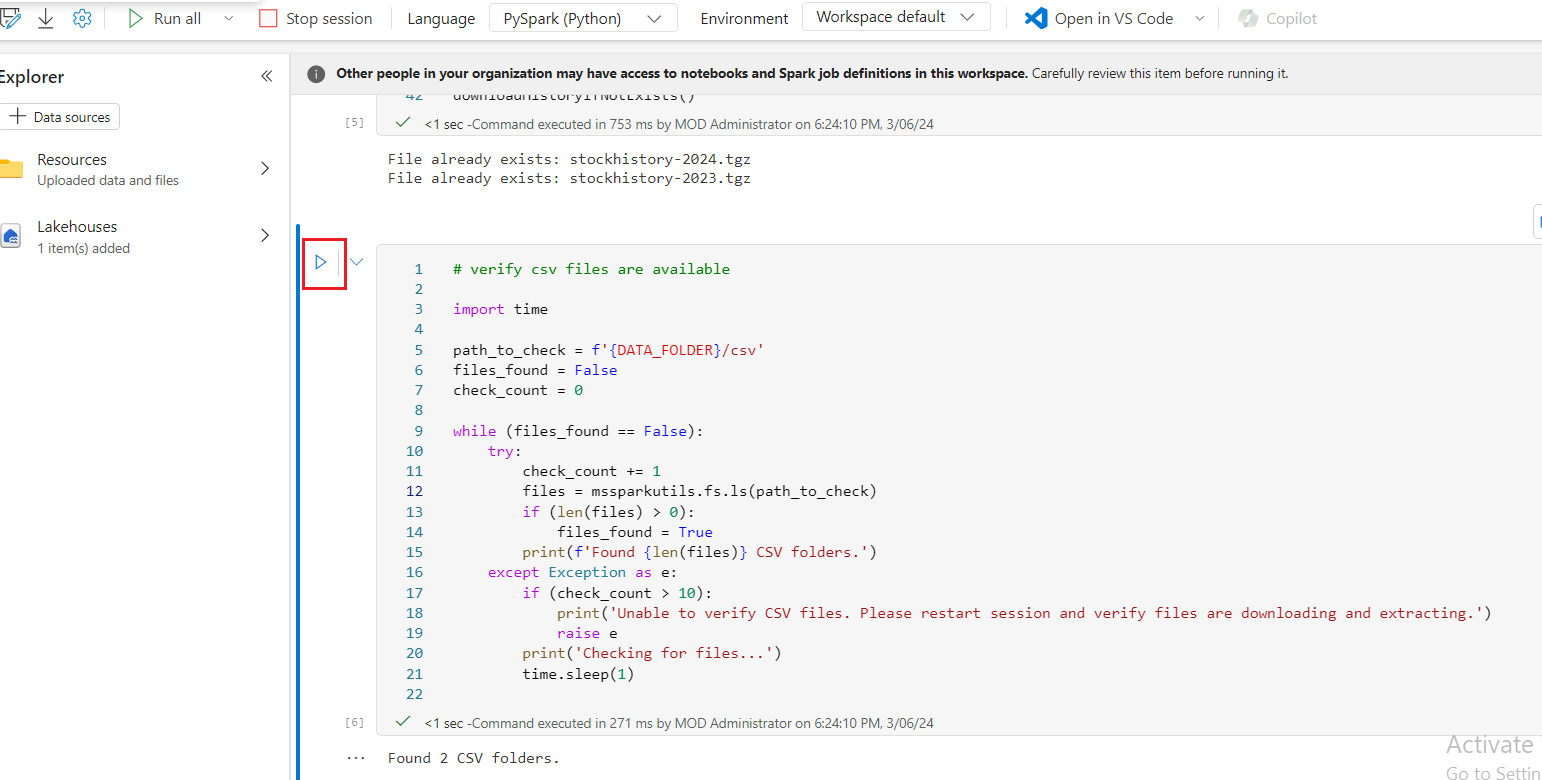 Run all
Stop session
Language
PySpark (Python)
Environment
Workspace default
Open in VS Code
Copilot
Explorer
Data sources
Resources
Uploaded data and files
Lakehouses
1 item(s) added
Other people in your organization may have access to notebooks and Spark job definitions in this workspace. Carefully review this item before running it.
42 downloadHistoryIfNotExists()
[5] <1 sec -Command executed in 753 ms by MOD Administrator on 6:24:10 PM, 3/06/24
File already exists: stockhistory-2024.tgz
File already exists: stockhistory-2023.tgz
1 # verify csv files are available
2
3 import time
4
5 path_to_check = f'{DATA_FOLDER}/csv'
6 files_found = False
7 check_count = 0
8
9 while (files_found == False):
10     try:
11         check_count += 1
12         files = mssparkutils.fs.ls(path_to_check)
13         if (len(files) > 0):
14             files_found = True
15         print(f'Found {len(files)} CSV folders.')
16     except Exception as e:
17         if (check_count > 10):
18             print('Unable to verify CSV files. Please restart session and verify files are downloading and extracting.')
19             raise e
20         print('Checking for files...')
21         time.sleep(1)
22
[6] <1 sec -Command executed in 271 ms by MOD Administrator on 6:24:10 PM, 3/06/24
... Found 2 CSV folders.
Activate
Go to Settin